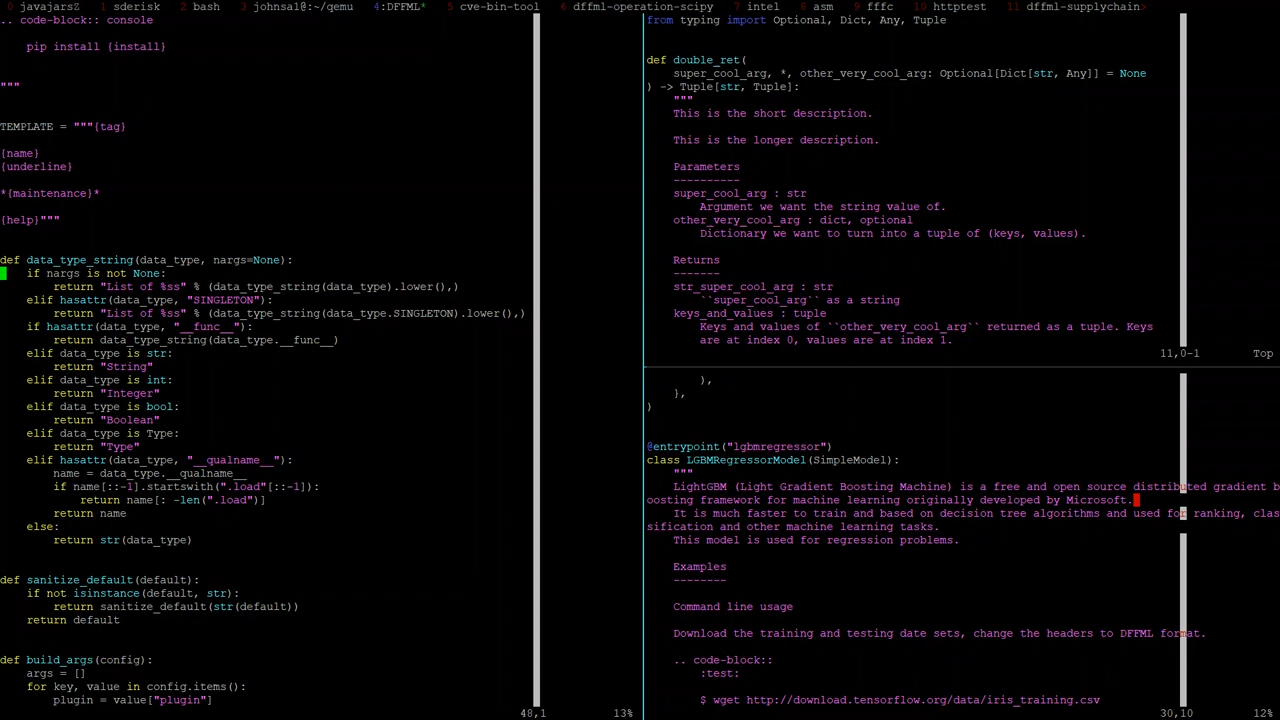 0 javajarsZ  1 sderisk  2 bash  3 johnsal@:~/qemu  4:DFFML*  5 cve-bin-tool  6 dffml-operation-scipy  7 intel  8 asm  9 fffc  10 httptest  11 dffml-supplychain>
.. code-block:: console
    pip install {install}
"""
TEMPLATE = """{tag}
{name}
{underline}
*{maintenance}*
{help}"""
def data_type_string(data_type, nargs=None):
    if nargs is not None:
        return "List of %ss" % (data_type_string(data_type).lower(),)
    elif hasattr(data_type, "SINGLETON"):
        return "List of %ss" % (data_type_string(data_type.SINGLETON).lower(),)
    if hasattr(data_type, "__func__"):
        return data_type_string(data_type.__func__)
    elif data_type is str:
        return "String"
    elif data_type is int:
        return "Integer"
    elif data_type is bool:
        return "Boolean"
    elif data_type is Type:
        return "Type"
    elif hasattr(data_type, "__qualname__"):
        name = data_type.__qualname__
        if name[::-1].startswith(".load"[::-1]):
            return name[: -len(".load")]
        return name
    else:
        return str(data_type)
def sanitize_default(default):
    if not isinstance(default, str):
        return sanitize_default(str(default))
    return default
def build_args(config):
    args = []
    for key, value in config.items():
        plugin = value["plugin"]
48,1          13%
from typing import Optional, Dict, Any, Tuple
def double_ret(
    super_cool_arg, *, other_very_cool_arg: Optional[Dict[str, Any]] = None
) -> Tuple[str, Tuple]:
    """
    This is the short description.
    This is the longer description.
    Parameters
    ----------
    super_cool_arg : str
        Argument we want the string value of.
    other_very_cool_arg : dict, optional
        Dictionary we want to turn into a tuple of (keys, values).
    Returns
    -------
    str_super_cool_arg : str
        ``super_cool_arg`` as a string
    keys_and_values : tuple
        Keys and values of ``other_very_cool_arg`` returned as a tuple. Keys
        are at index 0, values are at index 1.
11,0-1        Top
        ),
    },
)
@entrypoint("lgbmregressor")
class LGBMRegressorModel(SimpleModel):
    """
    LightGBM (Light Gradient Boosting Machine) is a free and open source distributed gradient b
oosting framework for machine learning originally developed by Microsoft.
    It is much faster to train and based on decision tree algorithms and used for ranking, clas
sification and other machine learning tasks.
    This model is used for regression problems.
    Examples
    --------
    Command line usage
    Download the training and testing date sets, change the headers to DFFML format.
    .. code-block::
        :test:
        $ wget http://download.tensorflow.org/data/iris_training.csv
30,10         12%